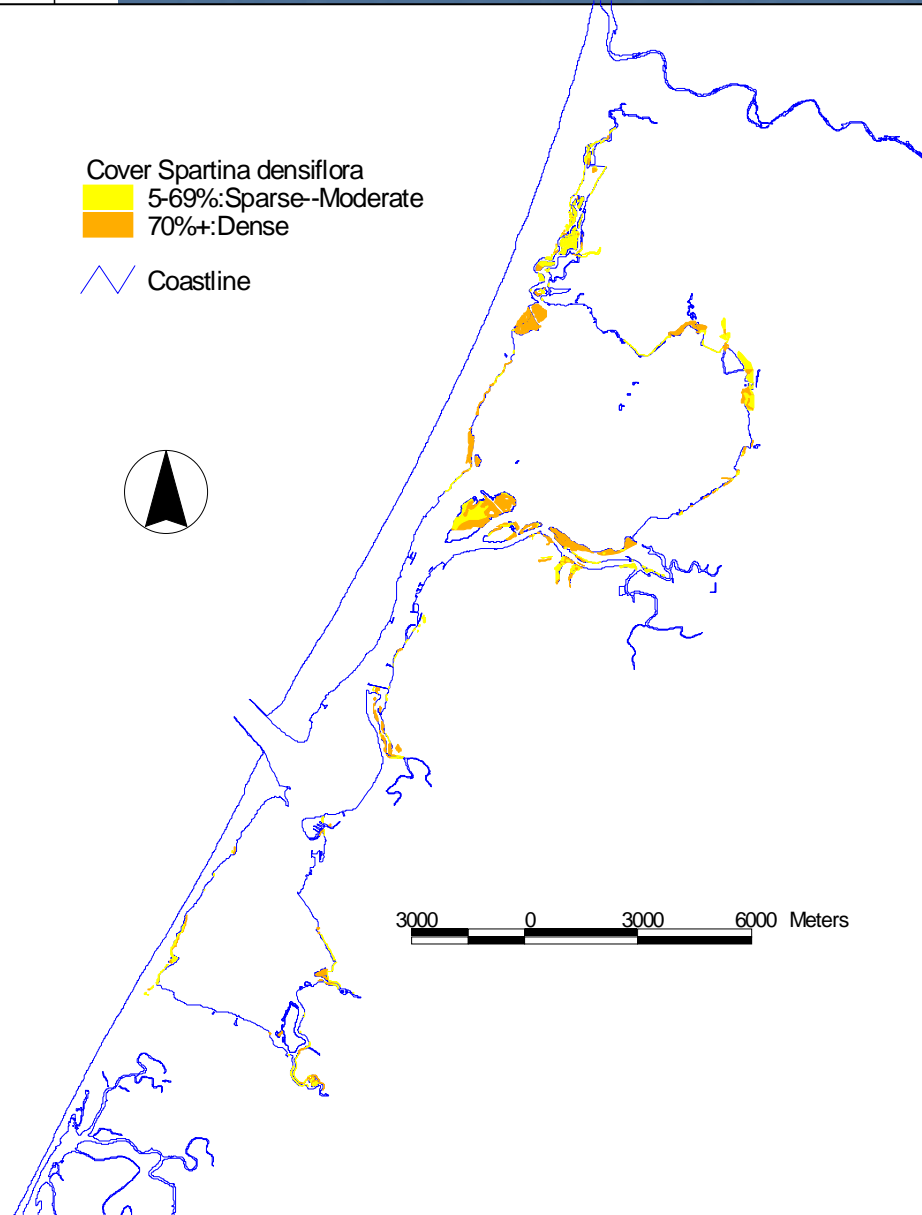 Cover Spartina densiflora
5-69%:Sparse--Moderate
70%+:Dense
Coastline
3000 0 3000 6000 Meters